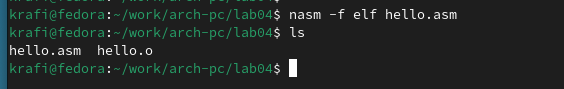 krafi@fedora:~/work/arch-pc/lab04$ nasm -f elf hello.asm
krafi@fedora:~/work/arch-pc/lab04$ ls
hello.asm  hello.o
krafi@fedora:~/work/arch-pc/lab04$